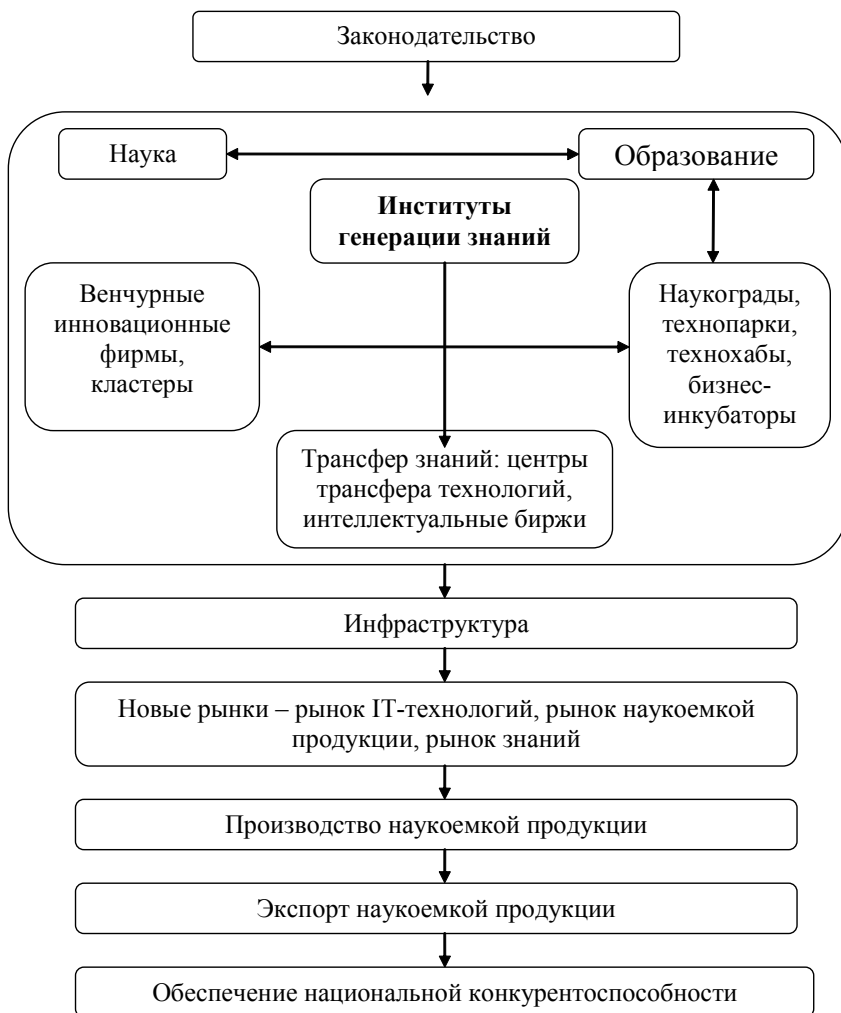 Законодательство
Наука
Образование
Институты
генерации знаний
Венчурные
инновационные
фирмы,
кластеры
Наукограды,
технопарки,
технохабы,
бизнес-
инкубаторы
Трансфер знаний: центры
трансфера технологий,
интеллектуальные биржи
Инфраструктура
Новые рынки – рынок IT-технологий, рынок наукоемкой
продукции, рынок знаний
Производство наукоемкой продукции
Экспорт наукоемкой продукции
Обеспечение национальной конкурентоспособности